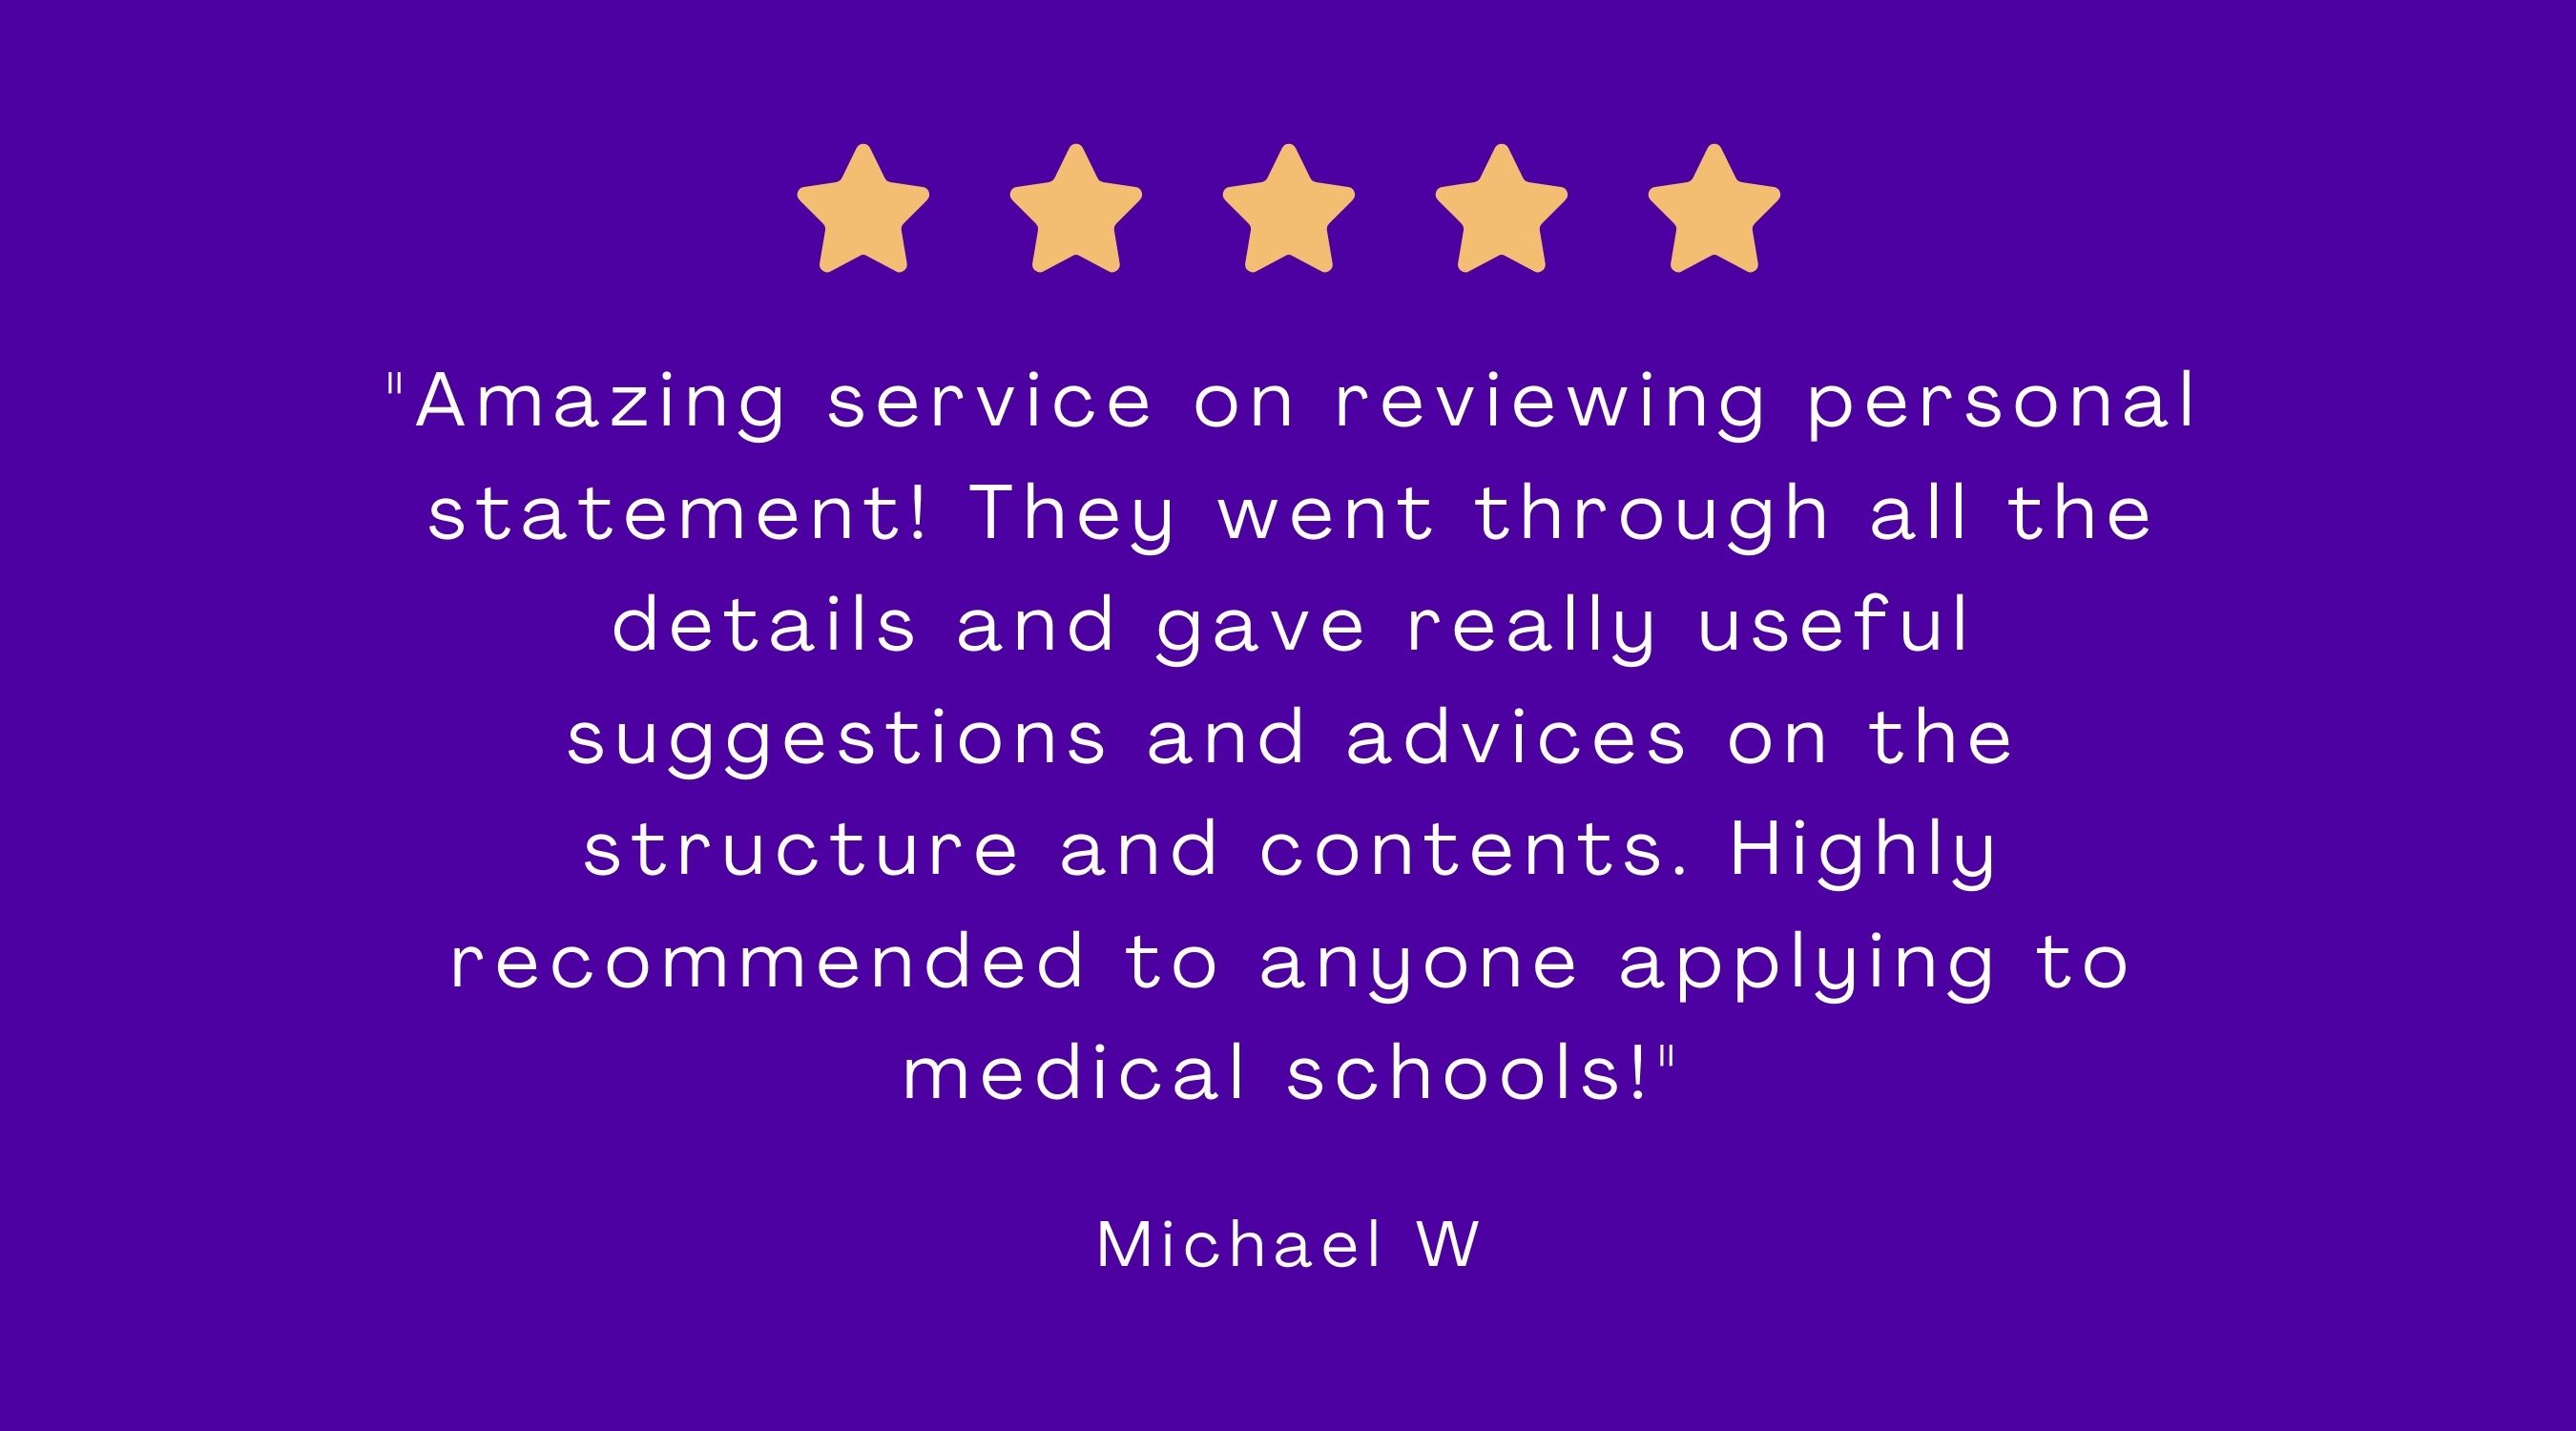 "Amazing service on reviewing personal
statement! They went through all the
details and gave really useful
suggestions and advices on the
structure and contents. Highly
recommended to anyone applying to
medical schools!"
Michael W